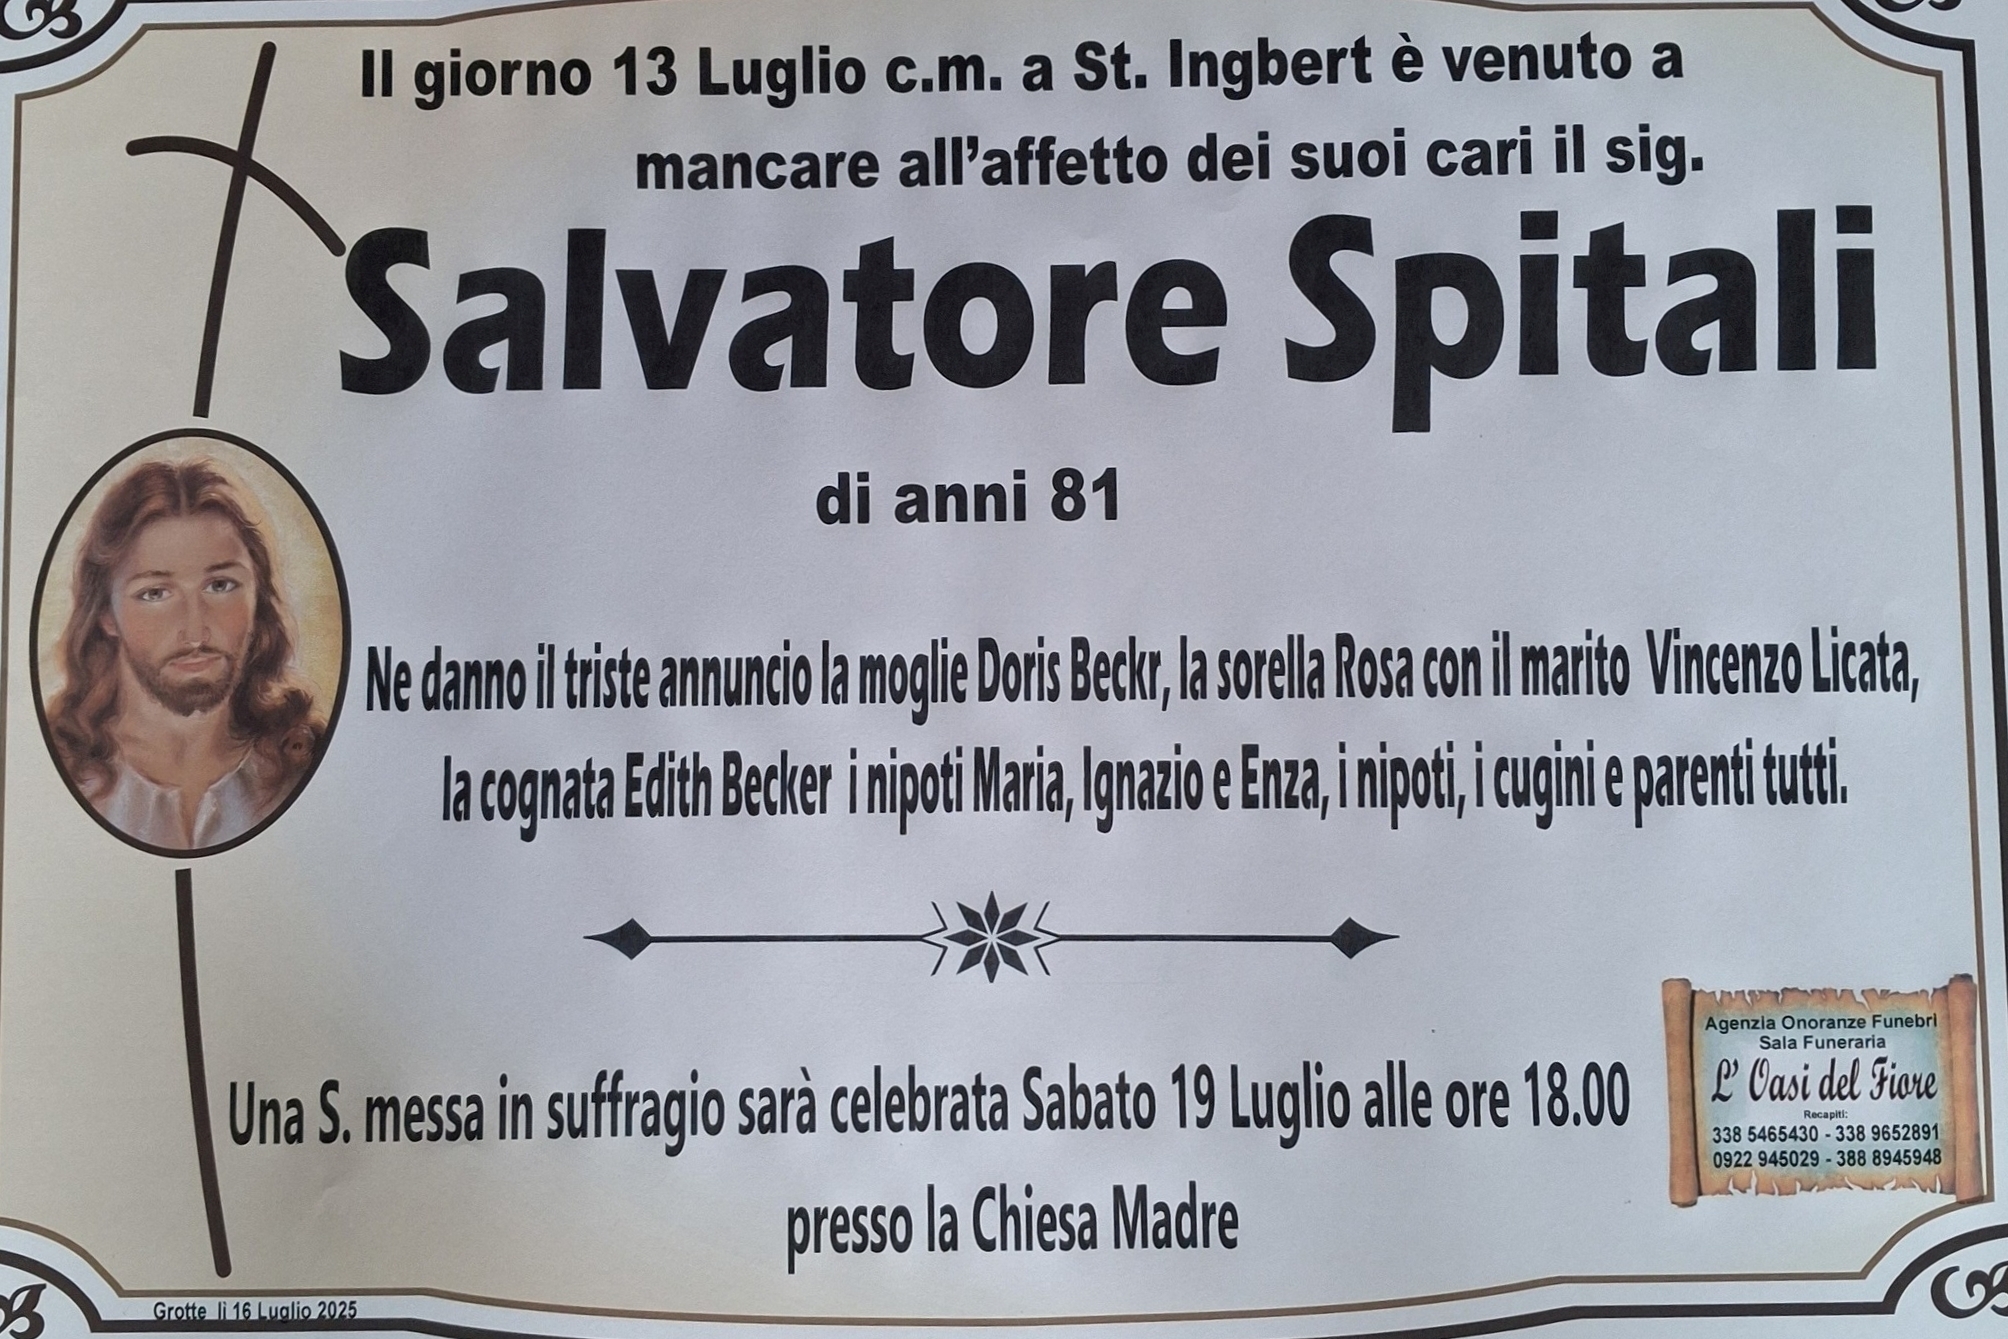 Il giorno 13 Luglio c.m. a St. Ingbert è venuto a
mancare all'affetto dei suoi cari il sig.
Salvatore Spitali
di anni 81
Ne danno il triste annuncio la moglie Doris Beckr, la sorella Rosa con il marito Vincenzo Licata,
la cognata Edith Becker i nipoti Maria, Ignazio e Enza, i nipoti, i cugini e parenti tutti.
Una S. messa in suffragio sarà celebrata Sabato 19 Luglio alle ore 18.00
presso la Chiesa Madre
Agenzia Onoranze Funebri
Sala Funeraria
L' Oasi del Fiore
Recapiti:
338 5465430 - 338 9652891
0922 945029 - 388 8945948
Grotte lì 16 Luglio 2025